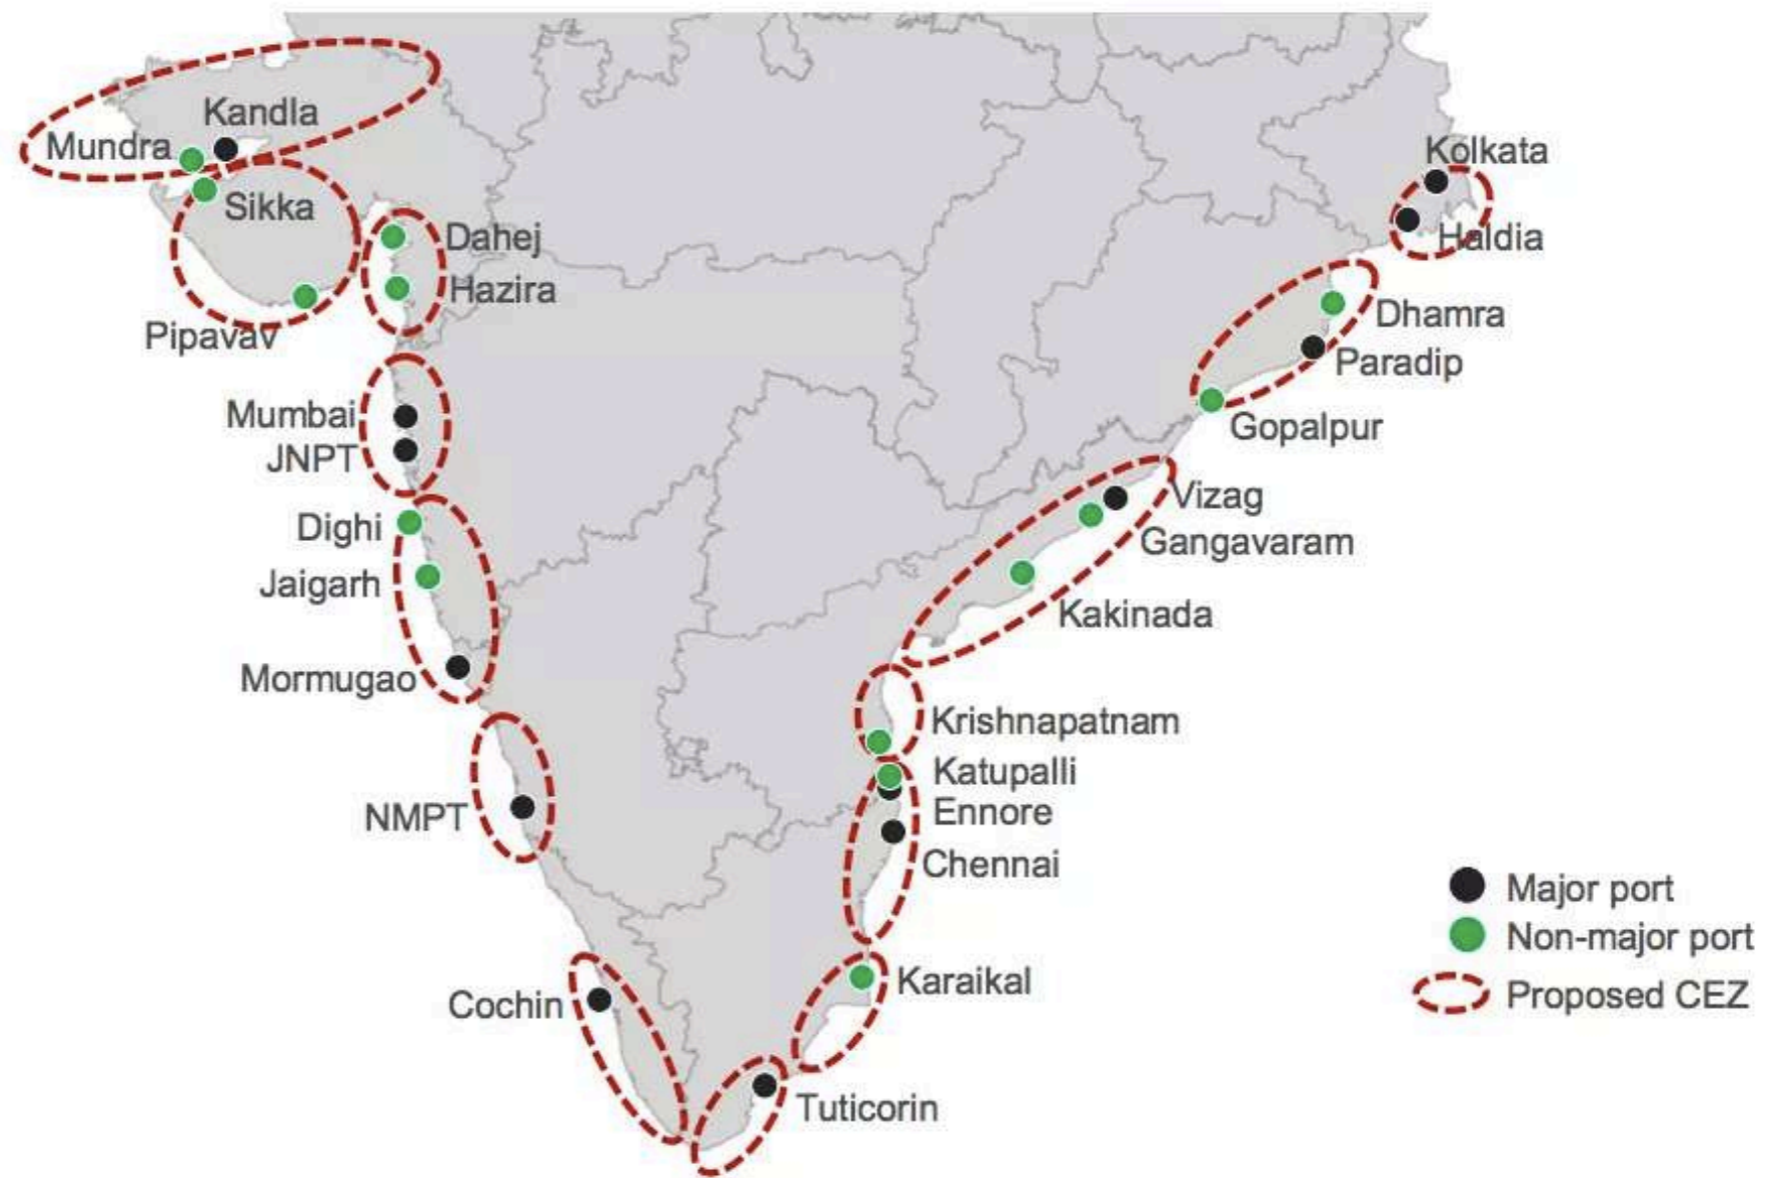 Kandla
Mundra
Sikka
Pipavav
Dahej
Hazira
Mumbai
JNPT
Dighi
Jaigarh
Mormugao
NMPT
Cochin
Kolkata
Haldia
Dhamra
Paradip
Gopalpur
Vizag
Gangavaram
Kakinada
Krishnapatnam
Katupalli
Ennore
Chennai
Karaikal
Tuticorin
Major port
Non-major port
Proposed CEZ